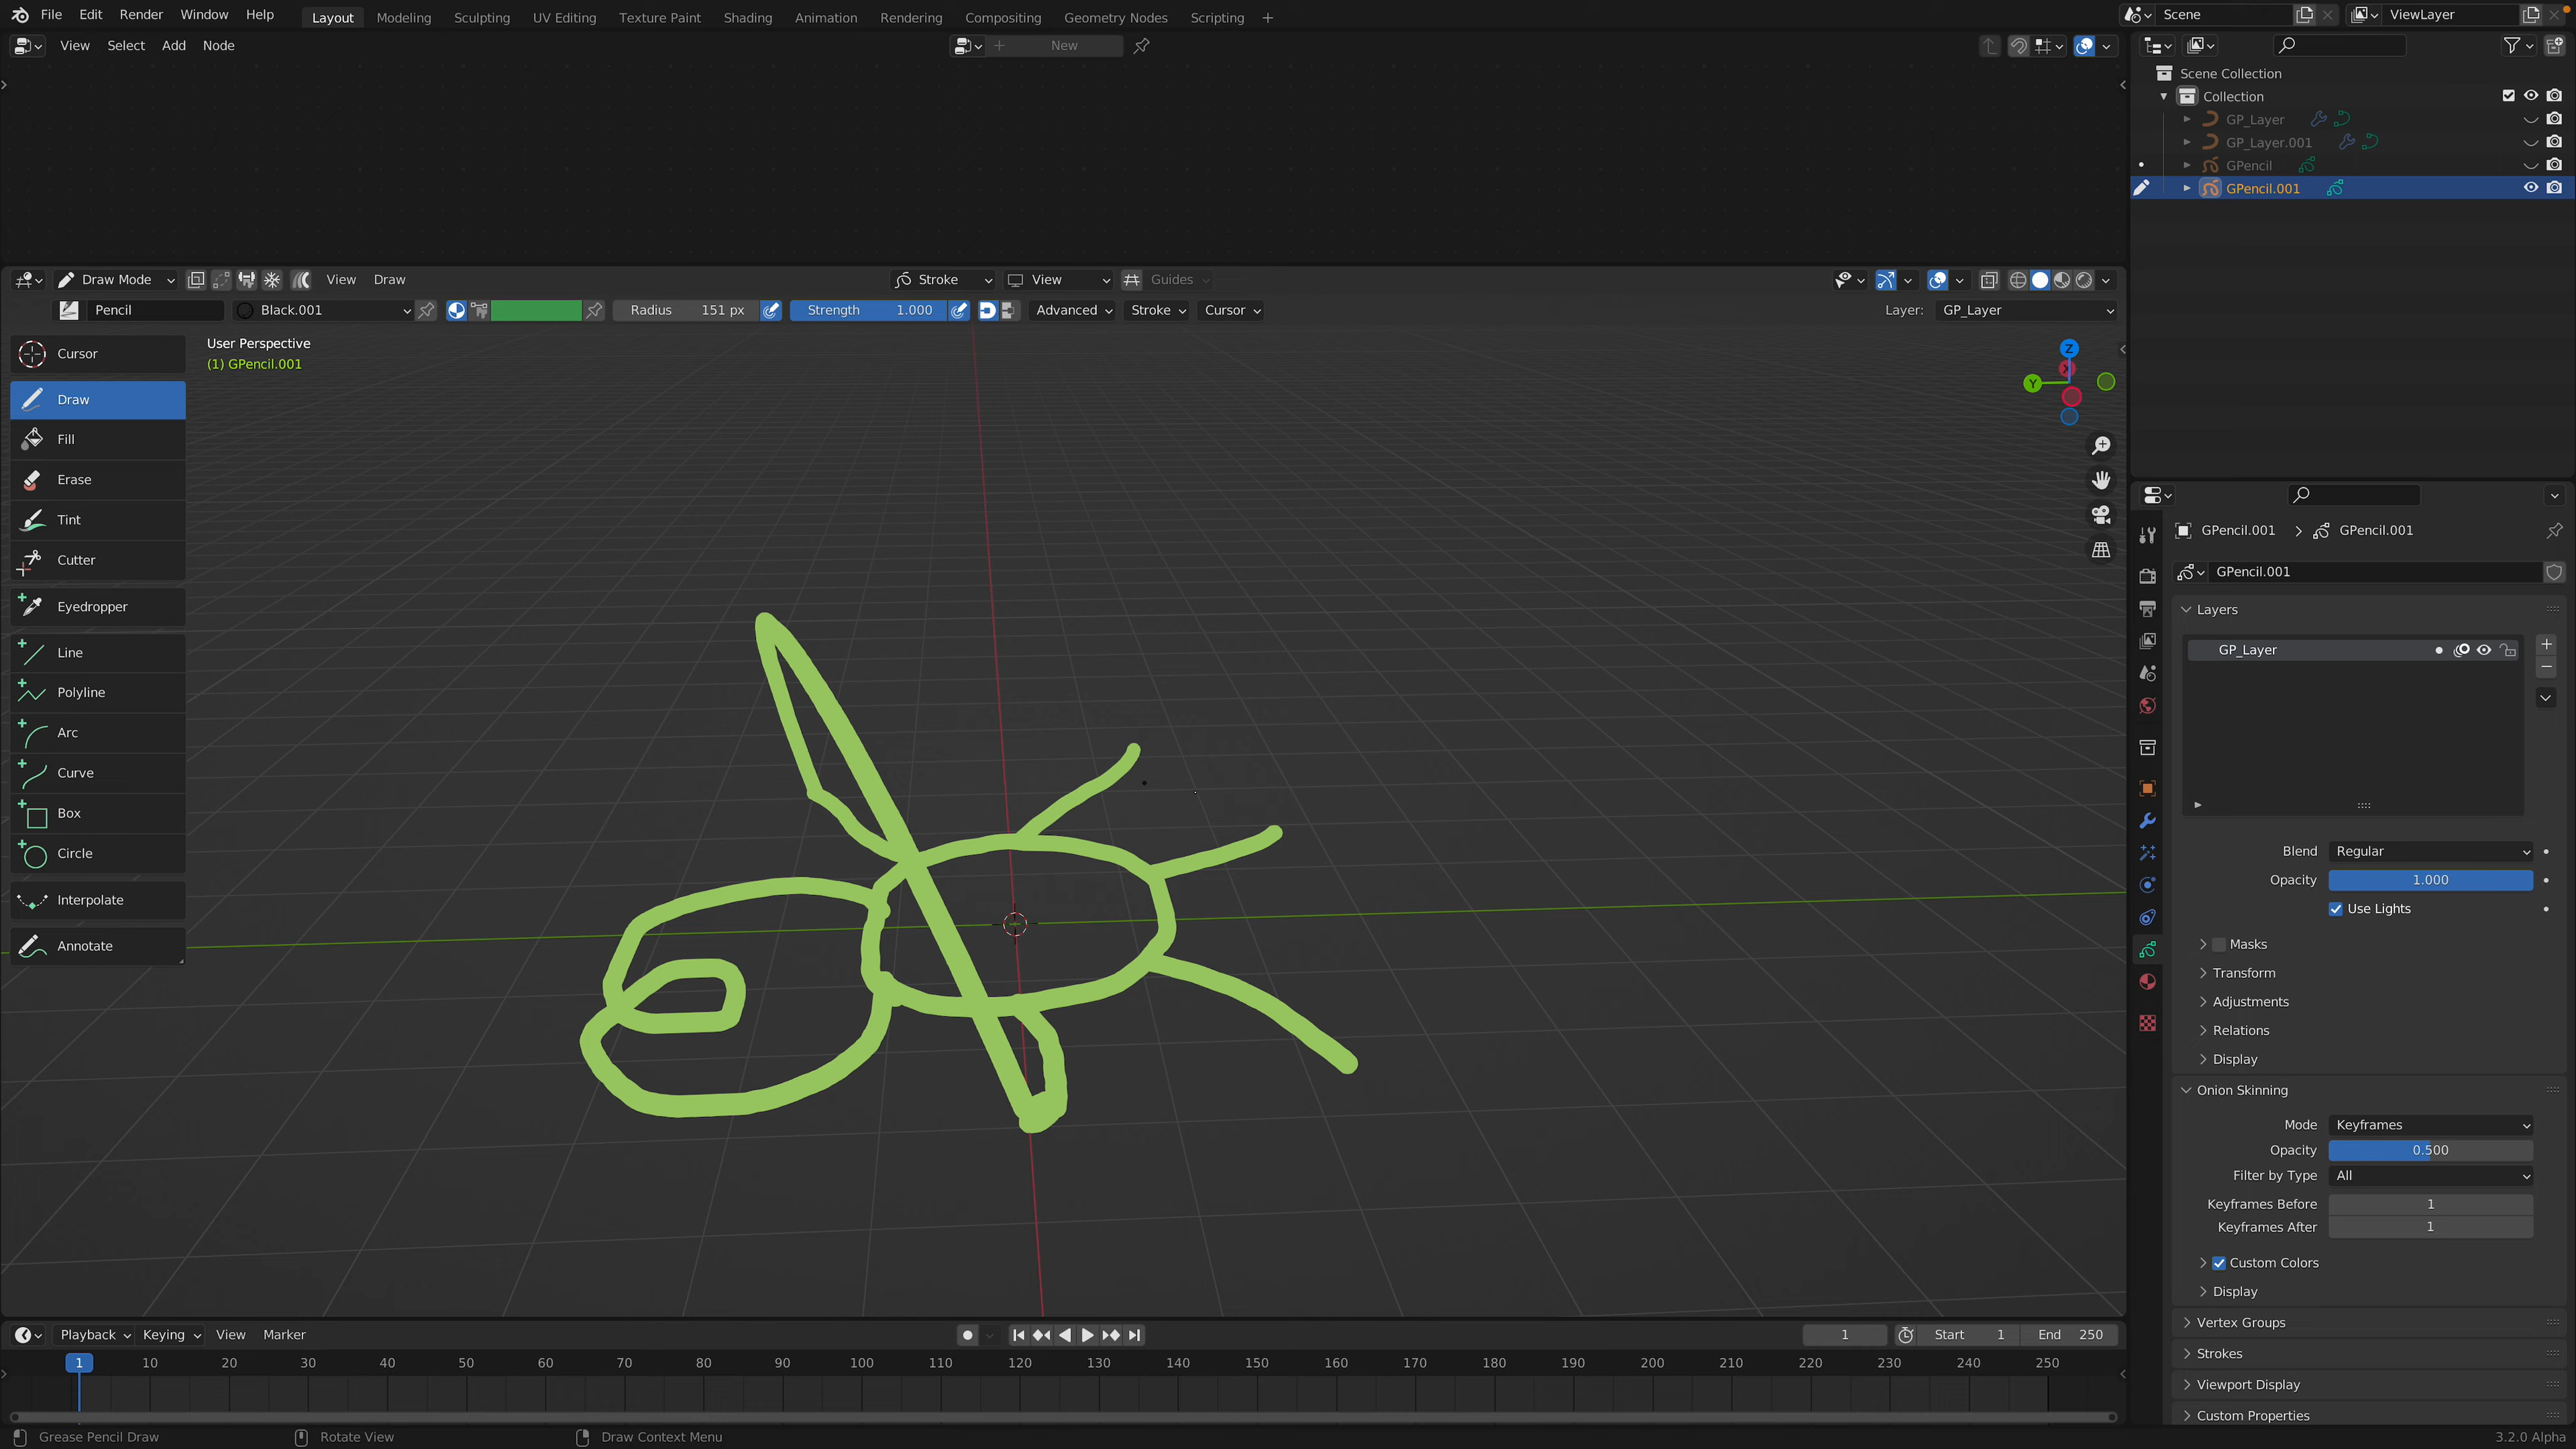 File Edit Render Window Help Layout Modeling Sculpting UV Editing Texture Paint Shading Animation Rendering Compositing Geometry Nodes Scripting + Scene ViewLayer
View Select Add Node New
Scene Collection
Collection
GP_Layer
GP_Layer.001
GPencil
GPencil.001
Draw Mode View Draw Stroke View Guides
Pencil Black.001 Radius 151 px Strength 1.000 Advanced Stroke Cursor Layer: GP_Layer
User Perspective
(1) GPencil.001
Z
X
Y
Cursor
Draw
Fill
Erase
Tint
Cutter
Eyedropper
Line
Polyline
Arc
Curve
Box
Circle
Interpolate
Annotate
GPencil.001 > GPencil.001
GPencil.001
Layers
GP_Layer
Blend Regular
Opacity 1.000
Use Lights
Masks
Transform
Adjustments
Relations
Display
Onion Skinning
Mode Keyframes
Opacity 0.500
Filter by Type All
Keyframes Before 1
Keyframes After 1
Custom Colors
Display
Vertex Groups
Strokes
Viewport Display
Custom Properties
Playback Keying View Marker 1 Start 1 End 250
1 10 20 30 40 50 60 70 80 90 100 110 120 130 140 150 160 170 180 190 200 210 220 230 240 250
Grease Pencil Draw Rotate View Draw Context Menu 3.2.0 Alpha